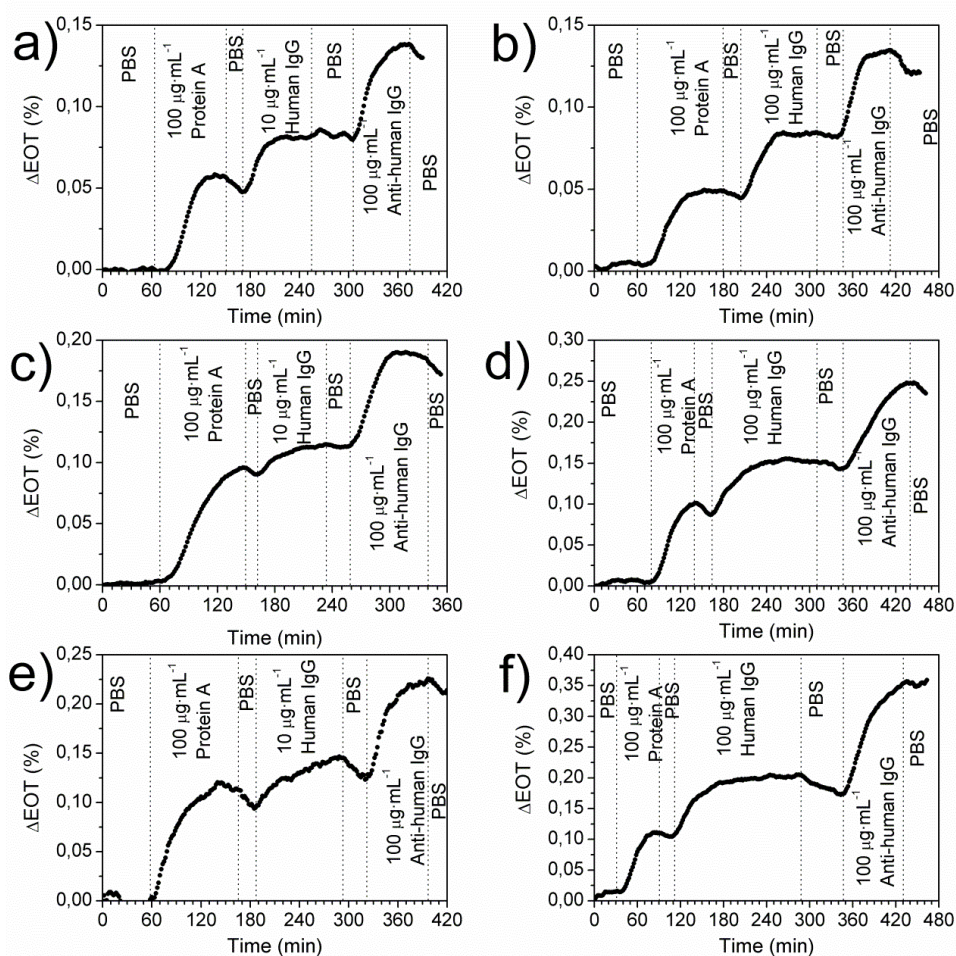 a)
ΔEOT (%)
0,15
0,10
0,05
0,00
PBS
100 µg·mL⁻¹
Protein A
PBS
10 µg·mL⁻¹
Human IgG
PBS
100 µg·mL⁻¹
Anti-human IgG
PBS
0 60 120 180 240 300 360 420
Time (min)
b)
ΔEOT (%)
0,15
0,10
0,05
0,00
PBS
100 µg·mL⁻¹
Protein A
PBS
100 µg·mL⁻¹
Human IgG
PBS
100 µg·mL⁻¹
Anti-human IgG
PBS
0 60 120 180 240 300 360 420 480
Time (min)
c)
ΔEOT (%)
0,20
0,15
0,10
0,05
0,00
PBS
100 µg·mL⁻¹
Protein A
PBS
10 µg·mL⁻¹
Human IgG
PBS
100 µg·mL⁻¹
Anti-human IgG
PBS
0 60 120 180 240 300 360
Time (min)
d)
ΔEOT (%)
0,30
0,25
0,20
0,15
0,10
0,05
0,00
PBS
100 µg·mL⁻¹
Protein A
PBS
100 µg·mL⁻¹
Human IgG
PBS
100 µg·mL⁻¹
Anti-human IgG
PBS
0 60 120 180 240 300 360 420 480
Time (min)
e)
ΔEOT (%)
0,25
0,20
0,15
0,10
0,05
0,00
PBS
100 µg·mL⁻¹
Protein A
PBS
10 µg·mL⁻¹
Human IgG
PBS
100 µg·mL⁻¹
Anti-human IgG
PBS
0 60 120 180 240 300 360 420
Time (min)
f)
ΔEOT (%)
0,40
0,35
0,30
0,25
0,20
0,15
0,10
0,05
0,00
PBS
100 µg·mL⁻¹
Protein A
PBS
100 µg·mL⁻¹
Human IgG
PBS
100 µg·mL⁻¹
Anti-human IgG
PBS
0 60 120 180 240 300 360 420 480
Time (min)